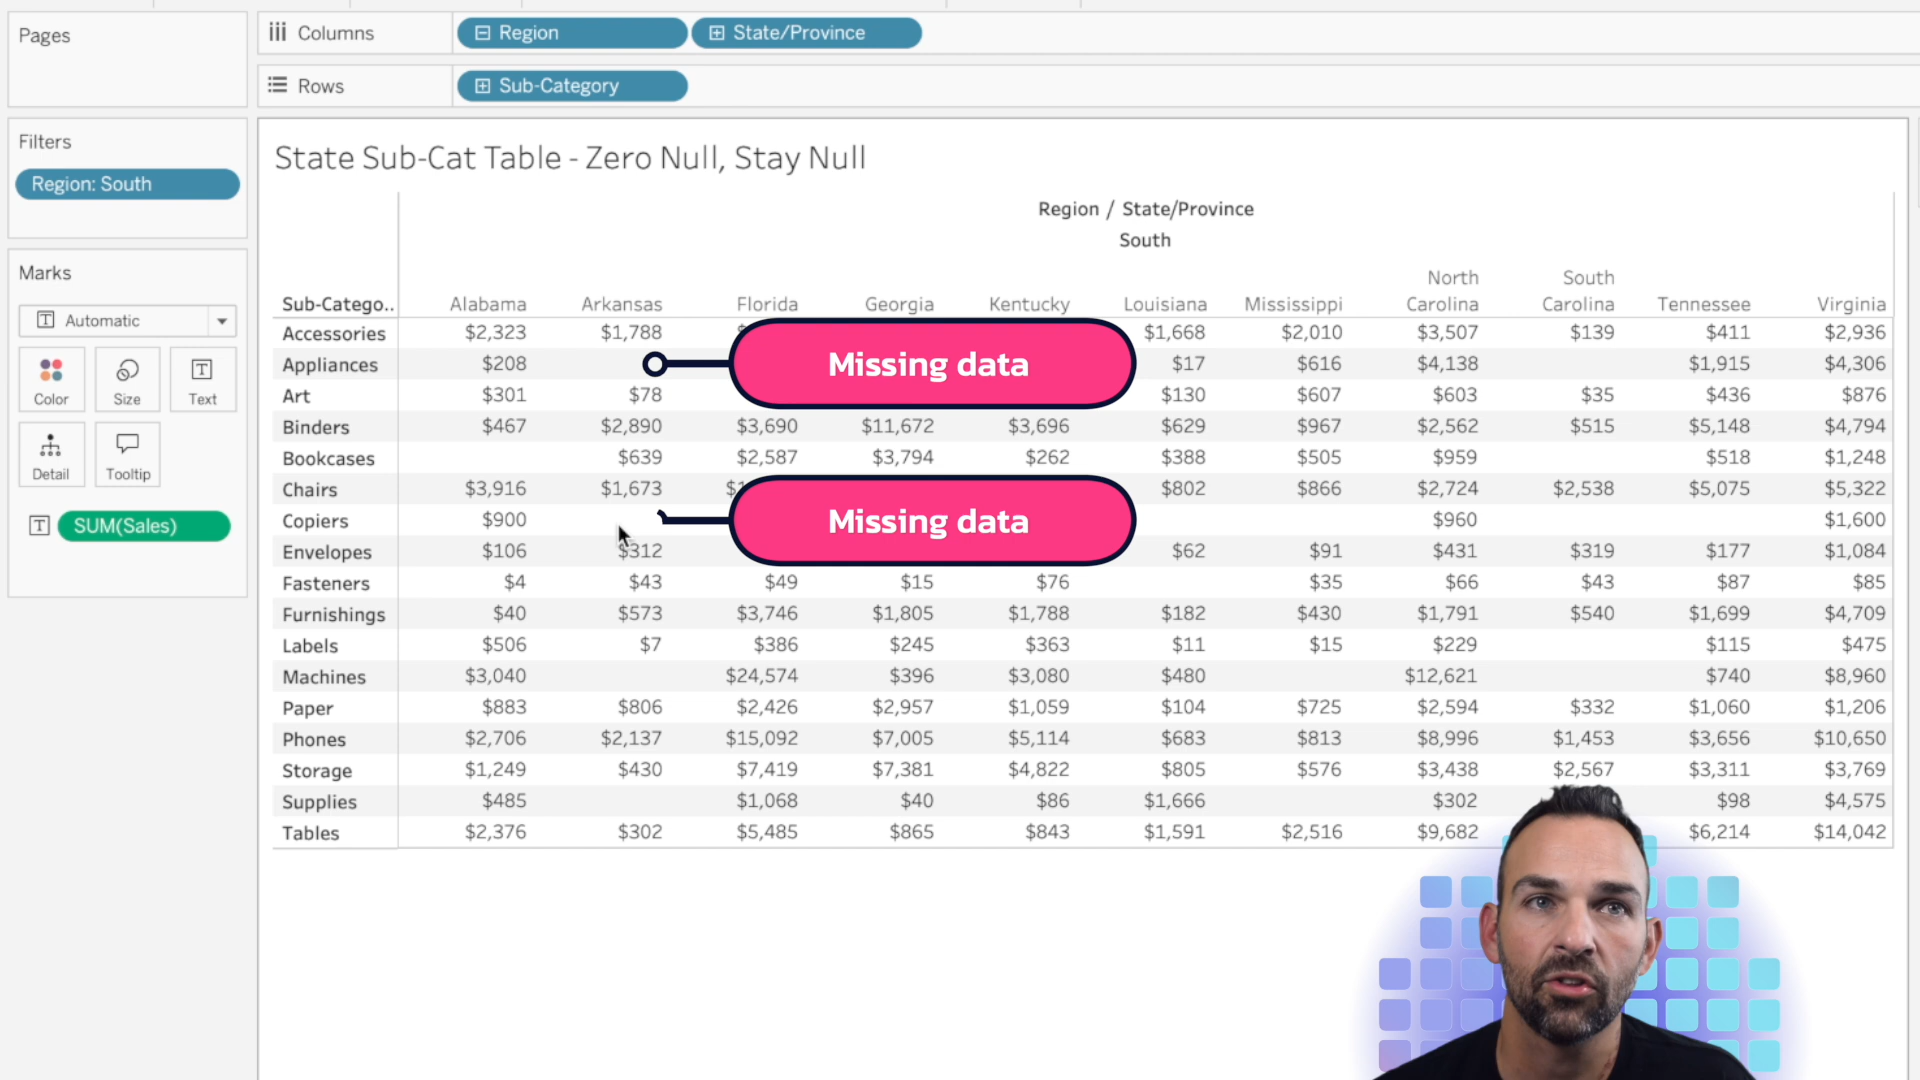 Pages
Columns
Region
State/Province
Rows
Sub-Category
Filters
Region: South
Marks
Automatic
Color
Size
Text
Detail
Tooltip
SUM(Sales)
State Sub-Cat Table - Zero Null, Stay Null
Region / State/Province
South
Sub-Catego.. Alabama Arkansas Florida Georgia Kentucky Louisiana Mississippi North Carolina South Carolina Tennessee Virginia
Accessories $2,323 $1,788 $1,668 $2,010 $3,507 $139 $411 $2,936
Appliances $208 Missing data $17 $616 $4,138 $1,915 $4,306
Art $301 $78 $130 $607 $603 $35 $436 $876
Binders $467 $2,890 $3,690 $11,672 $3,696 $629 $967 $2,562 $515 $5,148 $4,794
Bookcases $639 $2,587 $3,794 $262 $388 $505 $959 $518 $1,248
Chairs $3,916 $1,673 $802 $866 $2,724 $2,538 $5,075 $5,322
Copiers $900 Missing data $960 $1,600
Envelopes $106 $312 $62 $91 $431 $319 $177 $1,084
Fasteners $4 $43 $49 $15 $76 $35 $66 $43 $87 $85
Furnishings $40 $573 $3,746 $1,805 $1,788 $182 $430 $1,791 $540 $1,699 $4,709
Labels $506 $7 $386 $245 $363 $11 $15 $229 $115 $475
Machines $3,040 $24,574 $396 $3,080 $480 $12,621 $740 $8,960
Paper $883 $806 $2,426 $2,957 $1,059 $104 $725 $2,594 $332 $1,060 $1,206
Phones $2,706 $2,137 $15,092 $7,005 $5,114 $683 $813 $8,996 $1,453 $3,656 $10,650
Storage $1,249 $430 $7,419 $7,381 $4,822 $805 $576 $3,438 $2,567 $3,311 $3,769
Supplies $485 $1,068 $40 $86 $1,666 $302 $98 $4,575
Tables $2,376 $302 $5,485 $865 $843 $1,591 $2,516 $9,682 $6,214 $14,042